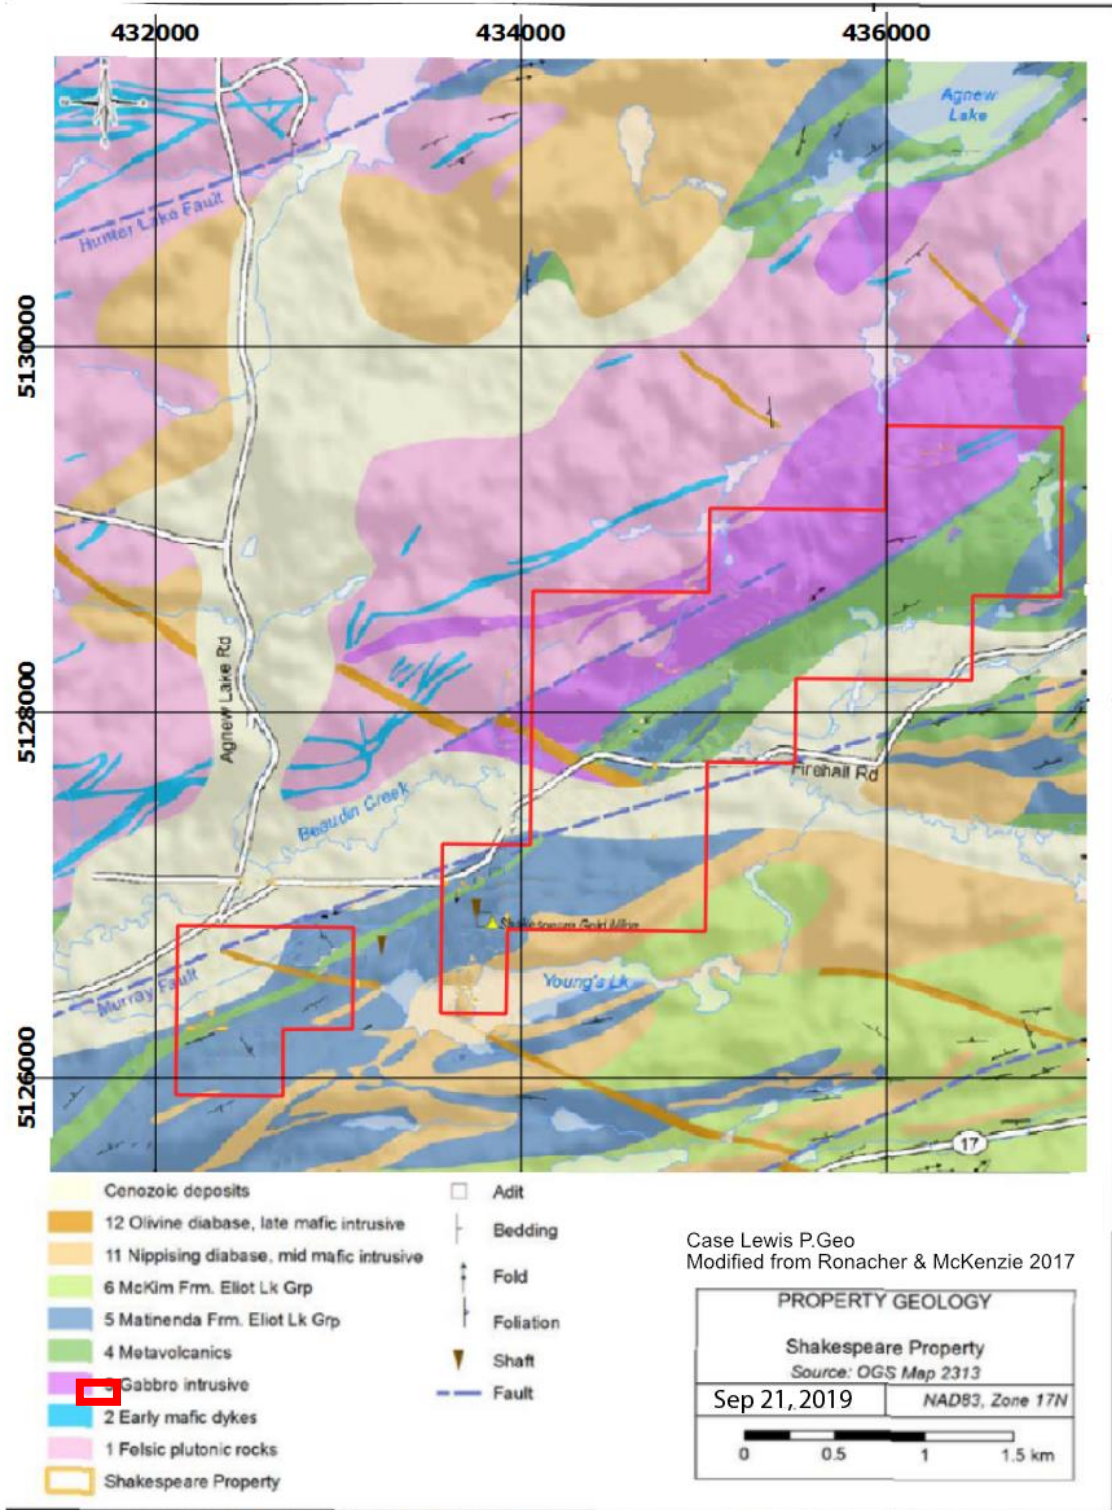 432000
434000
436000
Agnew
Lake
Hunter Lake Fault
5130000
Agnew Lake Rd
5128000
Firehall Rd
Beaudin Creek
Shakespeare Gold Mine
Young's Lk
Murray Fault
5126000
17
Cenozoic deposits
12 Olivine diabase, late mafic intrusive
11 Nippising diabase, mid mafic intrusive
6 McKim Frm. Eliot Lk Grp
5 Matinenda Frm. Eliot Lk Grp
4 Metavolcanics
Gabbro intrusive
2 Early mafic dykes
1 Felsic plutonic rocks
Shakespeare Property
Adit
Bedding
Fold
Foliation
Shaft
Fault
Case Lewis P.Geo
Modified from Ronacher & McKenzie 2017
PROPERTY GEOLOGY
Shakespeare Property
Source: OGS Map 2313
Sep 21, 2019
NAD83, Zone 17N
0 0.5 1 1.5 km